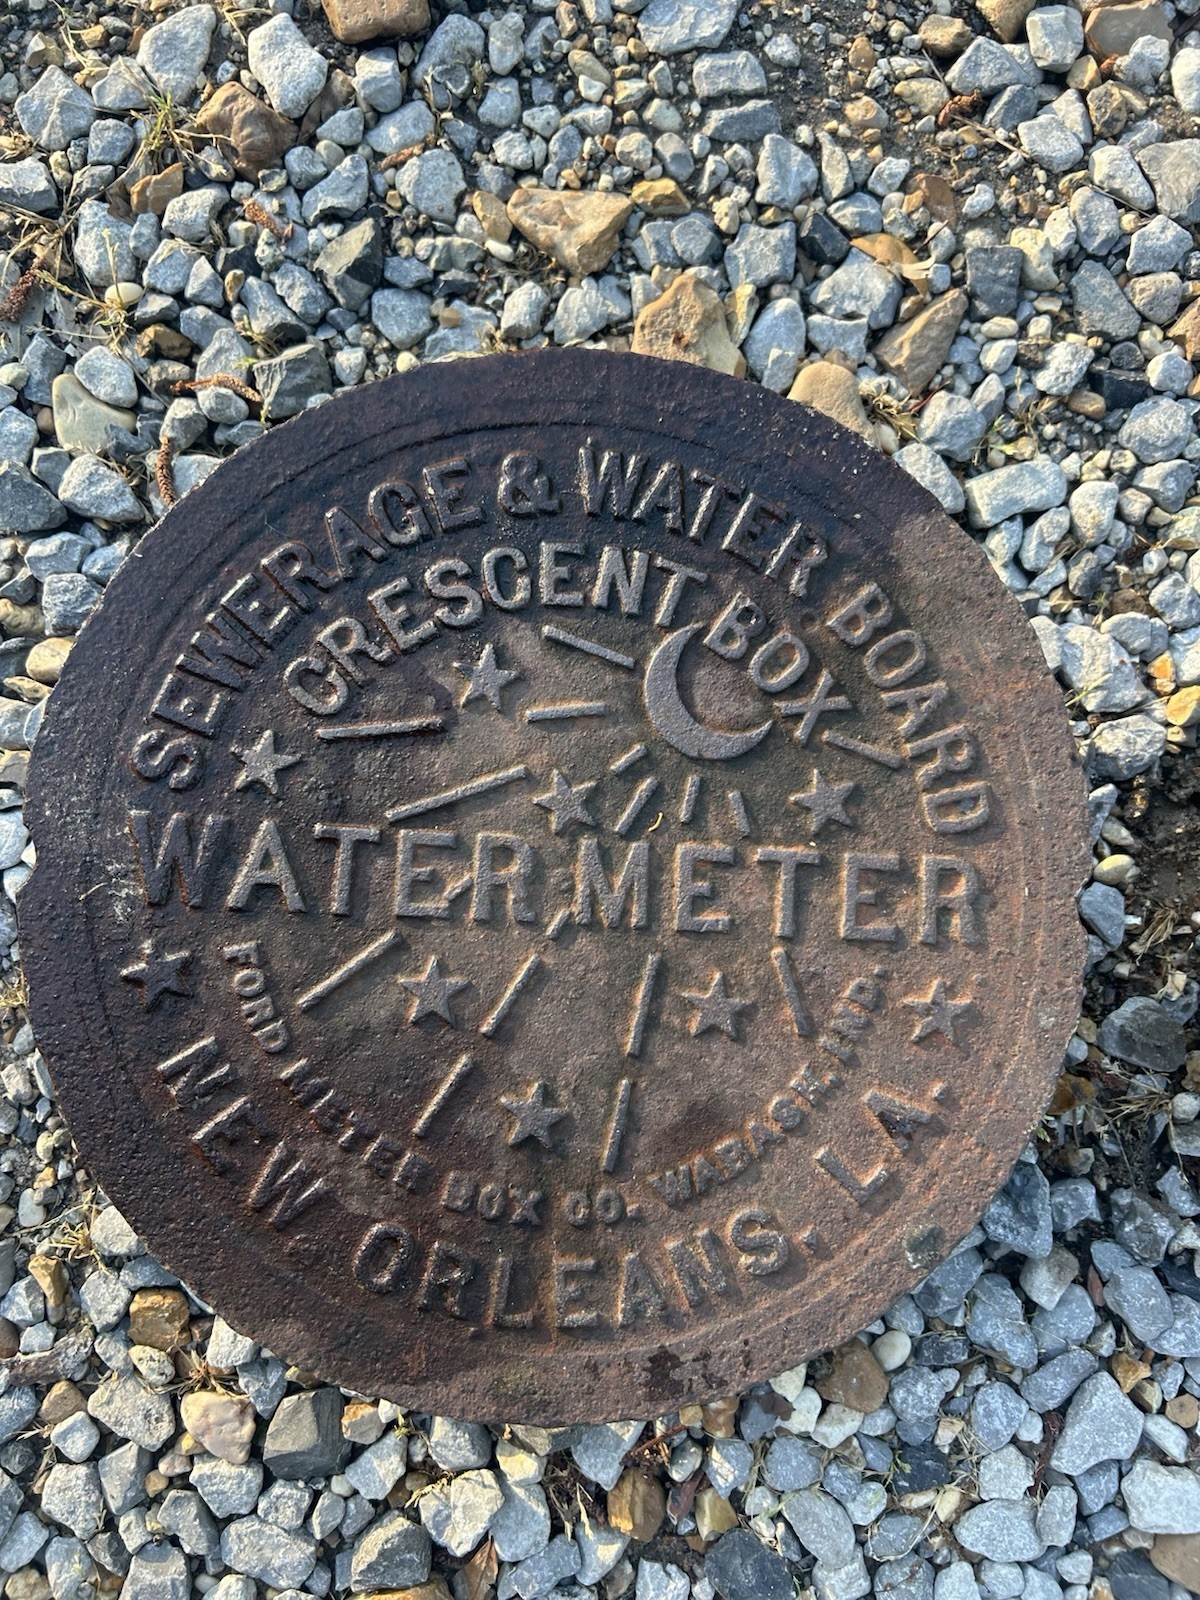 SEWERAGE & WATER BOARD
CRESCENT BOX
WATER METER
FORD METER BOX CO. WABASH, IND.
NEW ORLEANS, LA.